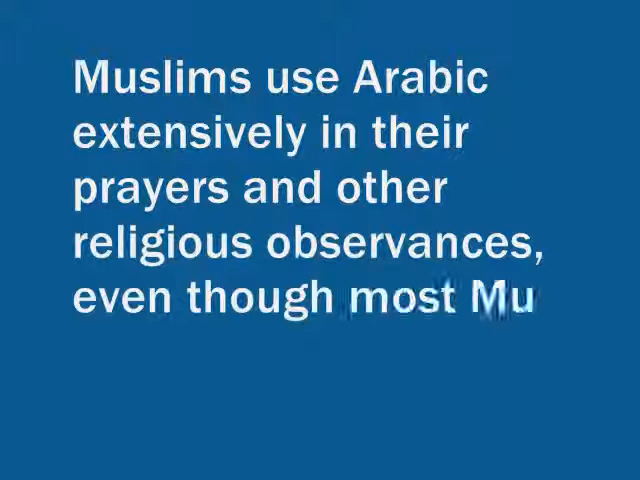 Muslims use Arabic
extensively in their
prayers and other
religious observances,
even though most Mu